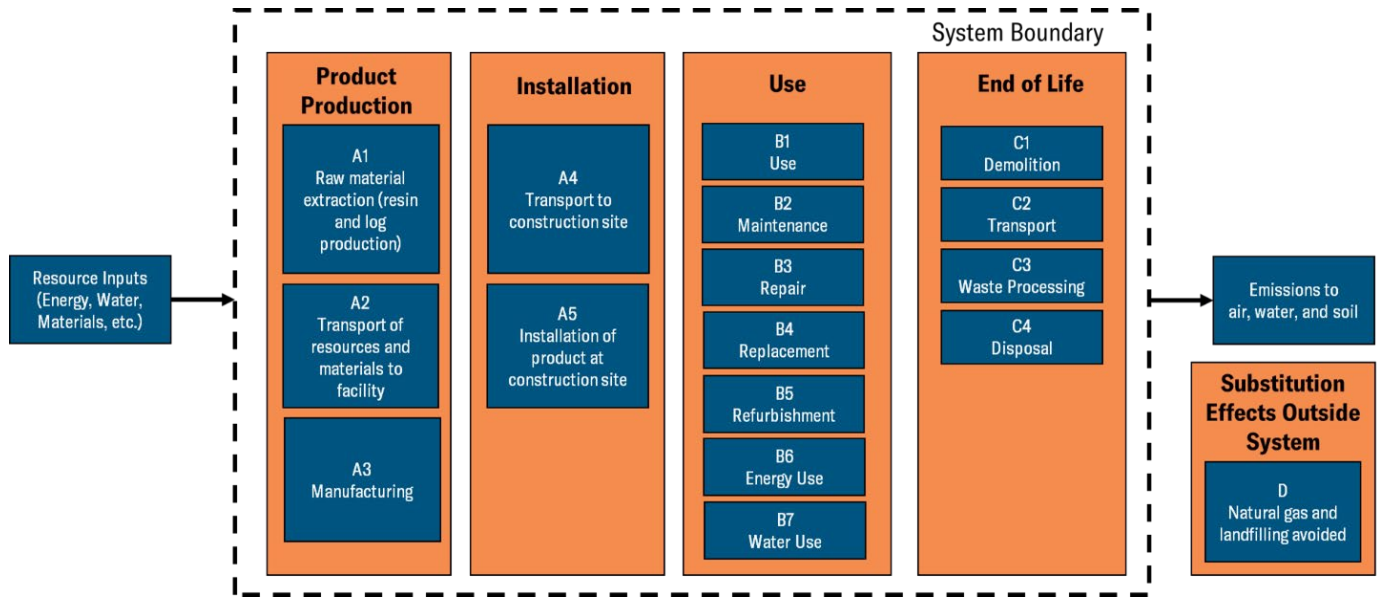 System Boundary
Resource Inputs
(Energy, Water,
Materials, etc.)
Product
Production
A1
Raw material
extraction (resin
and log
production)
A2
Transport of
resources and
materials to
facility
A3
Manufacturing
Installation
A4
Transport to
construction site
A5
Installation of
product at
construction site
Use
B1
Use
B2
Maintenance
B3
Repair
B4
Replacement
B5
Refurbishment
B6
Energy Use
B7
Water Use
End of Life
C1
Demolition
C2
Transport
C3
Waste Processing
C4
Disposal
Emissions to
air, water, and soil
Substitution
Effects Outside
System
D
Natural gas and
landfilling avoided